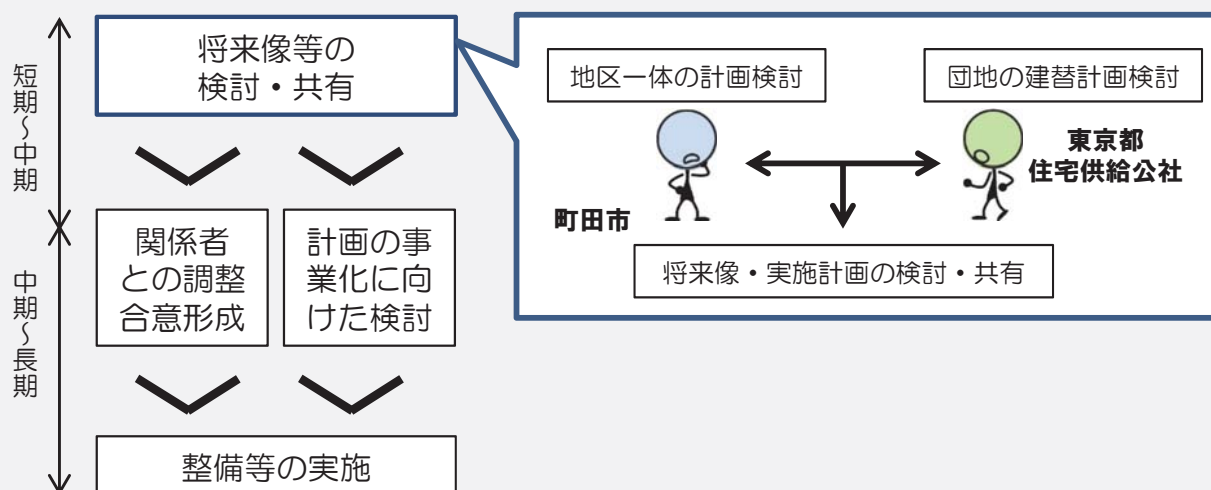 短期～中期
将来像等の
検討・共有
中期～長期
関係者
との調整
合意形成
計画の事
業化に向
けた検討
整備等の実施
地区一体の計画検討
団地の建替計画検討
町田市
東京都
住宅供給公社
将来像・実施計画の検討・共有